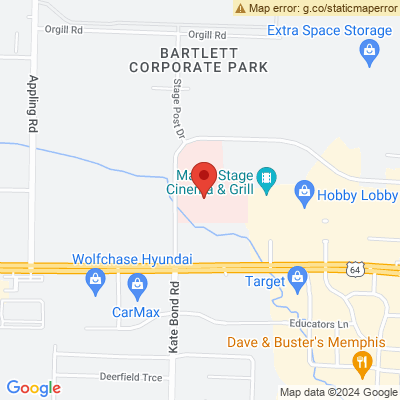 Map error: g.co/staticmaperror
Orgill Rd
Orgill Rd
Extra Space Storage
BARTLETT
CORPORATE PARK
Appling Rd
Stage Post Dr
Stage
Cinema & Grill
Hobby Lobby
Wolfchase Hyundai
64
Target
CarMax
Kate Bond Rd
Educators Ln
Dave & Buster's Memphis
Deerfield Trce
Google
Map data ©2024 Google